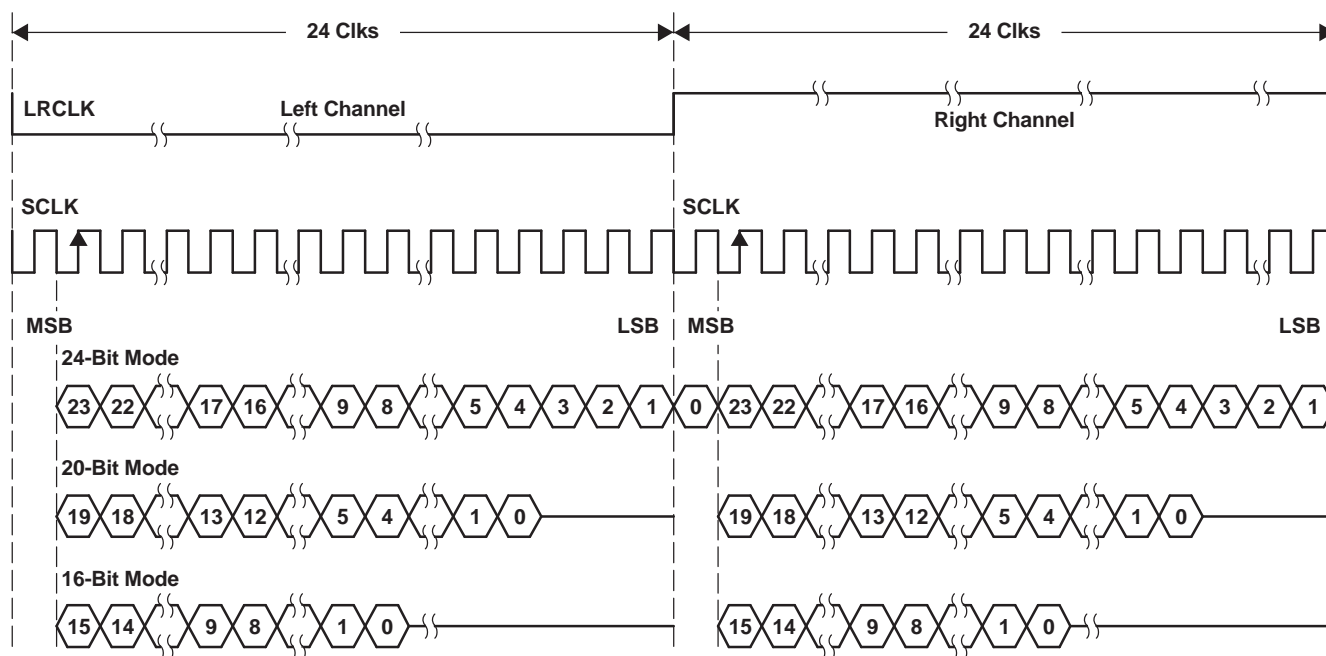 24 Clks 24 Clks
LRCLK Left Channel
Right Channel
SCLK SCLK
MSB LSB MSB LSB
24-Bit Mode
23 22 17 16 9 8 5 4 3 2 1 0 23 22 17 16 9 8 5 4 3 2 1
20-Bit Mode
19 18 13 12 5 4 1 0 19 18 13 12 5 4 1 0
16-Bit Mode
15 14 9 8 1 0 15 14 9 8 1 0